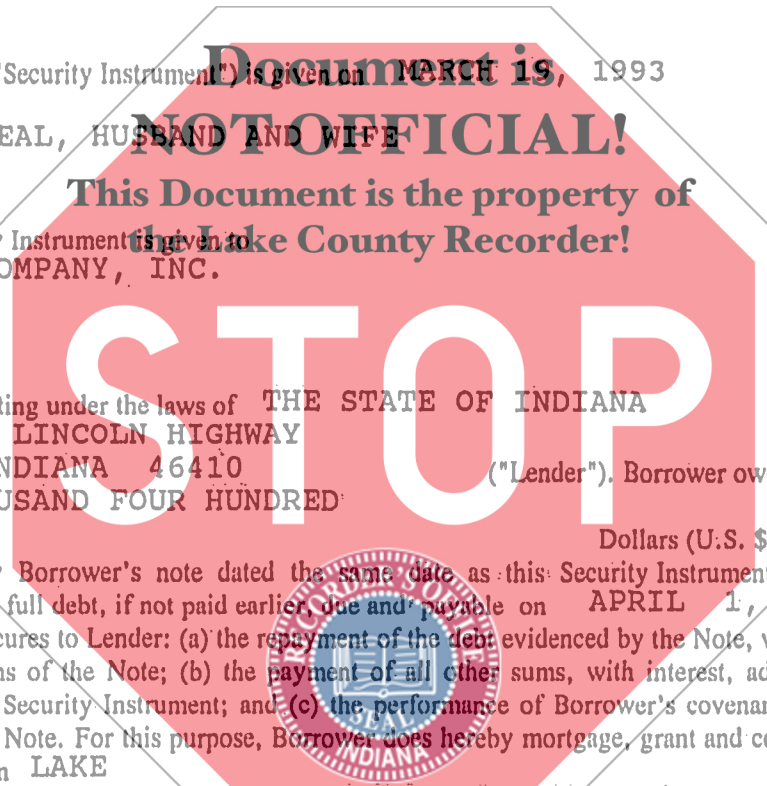 Document is
NOT OFFICIAL!
This Document is the property of
the Lake County Recorder!
STOP
"Security Instrument") is given on MARCH 19, 1993
EAL, HUSBAND AND WIFE
Instrument is given to
OMPANY, INC.
ting under the laws of THE STATE OF INDIANA
LINCOLN HIGHWAY
NDIANA 46410 ("Lender"). Borrower ow
USAND FOUR HUNDRED
Dollars (U.S. $
Borrower's note dated the same date as this Security Instrument
full debt, if not paid earlier, due and payable on APRIL 1,
cures to Lender: (a) the repayment of the debt evidenced by the Note, w
ns of the Note; (b) the payment of all other sums, with interest, ad
Security Instrument; and (c) the performance of Borrower's covenan
Note. For this purpose, Borrower does hereby mortgage, grant and co
n LAKE
RECORDER'S OFFICE
SEAL
INDIANA